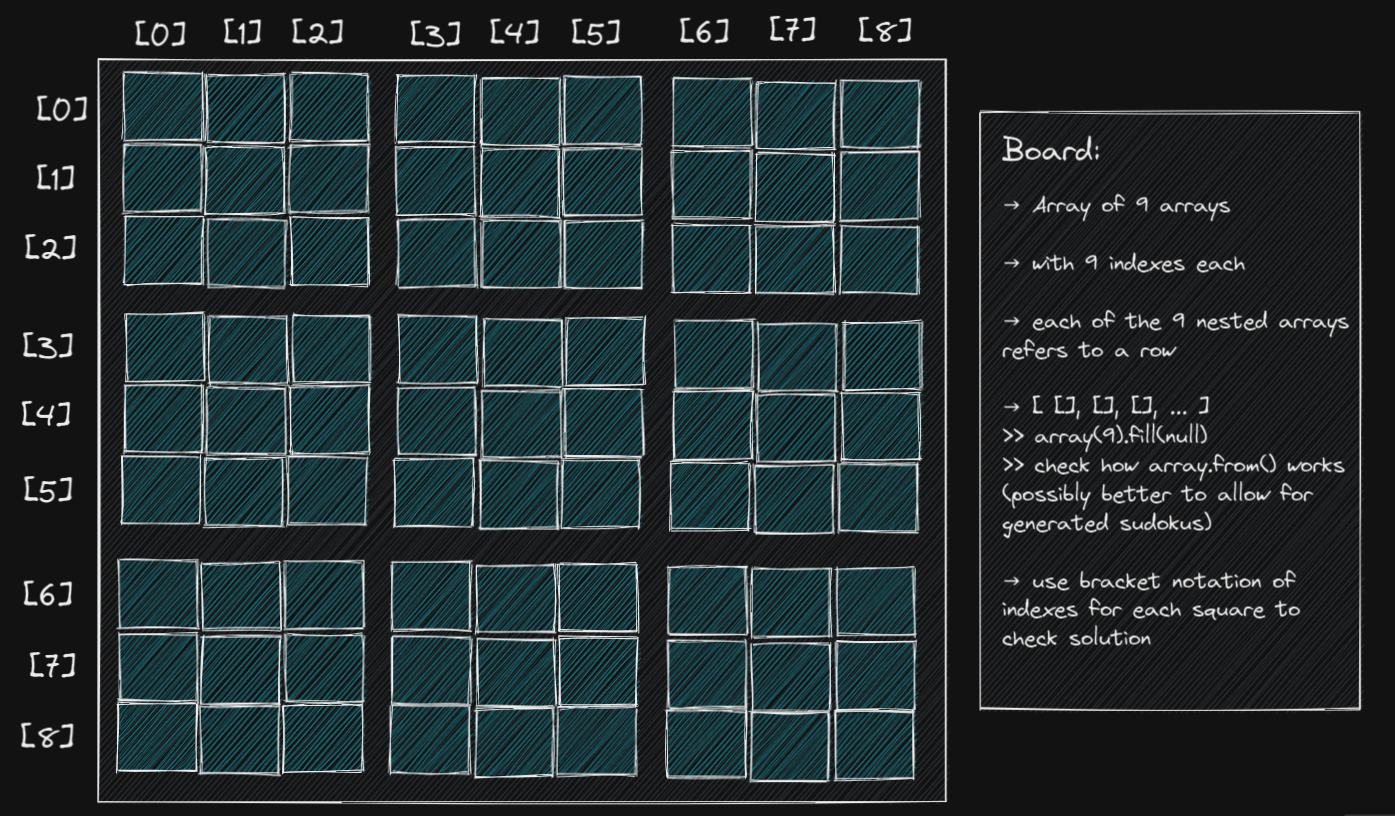 [0] [1] [2] [3] [4] [5] [6] [7] [8]
[0]
[1]
[2]
[3]
[4]
[5]
[6]
[7]
[8]
Board:
→ Array of 9 arrays
→ with 9 indexes each
→ each of the 9 nested arrays
refers to a row
→ [ [], [], [], ... ]
>> array(9).fill(null)
>> check how array.from() works
(possibly better to allow for
generated sudokus)
→ use bracket notation of
indexes for each square to
check solution